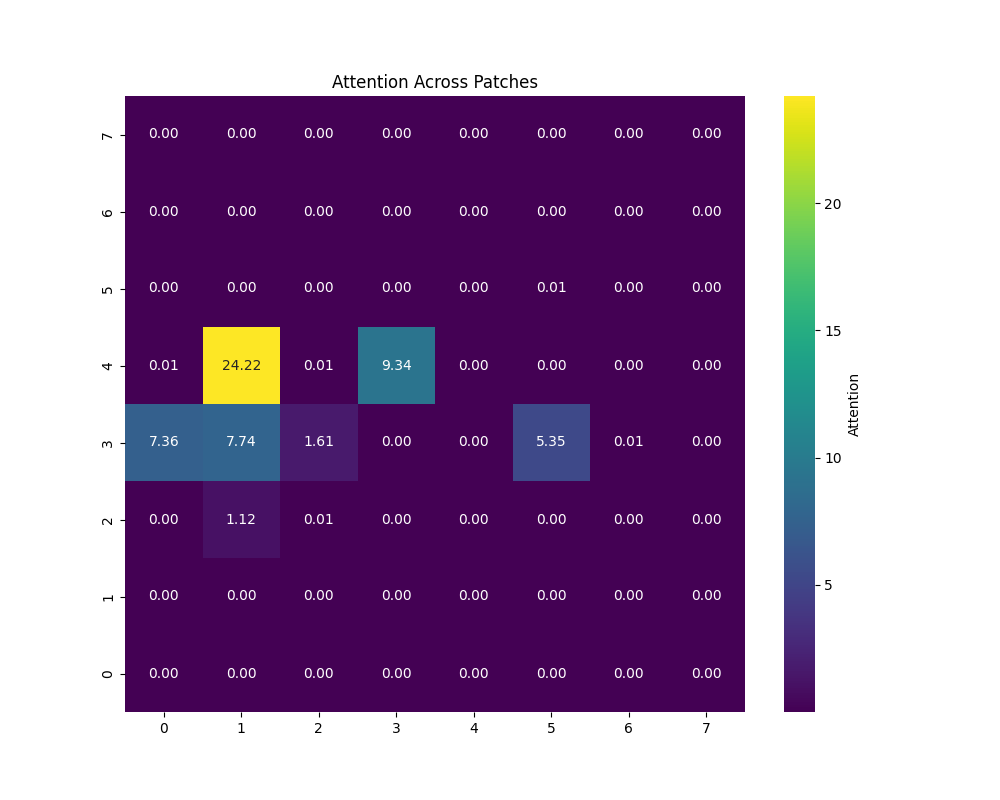 Attention Across Patches
7 0.00 0.00 0.00 0.00 0.00 0.00 0.00 0.00
6 0.00 0.00 0.00 0.00 0.00 0.00 0.00 0.00
5 0.00 0.00 0.00 0.00 0.00 0.01 0.00 0.00
4 0.01 24.22 0.01 9.34 0.00 0.00 0.00 0.00
3 7.36 7.74 1.61 0.00 0.00 5.35 0.01 0.00
2 0.00 1.12 0.01 0.00 0.00 0.00 0.00 0.00
1 0.00 0.00 0.00 0.00 0.00 0.00 0.00 0.00
0 0.00 0.00 0.00 0.00 0.00 0.00 0.00 0.00
0 1 2 3 4 5 6 7
20
15
10
5
Attention